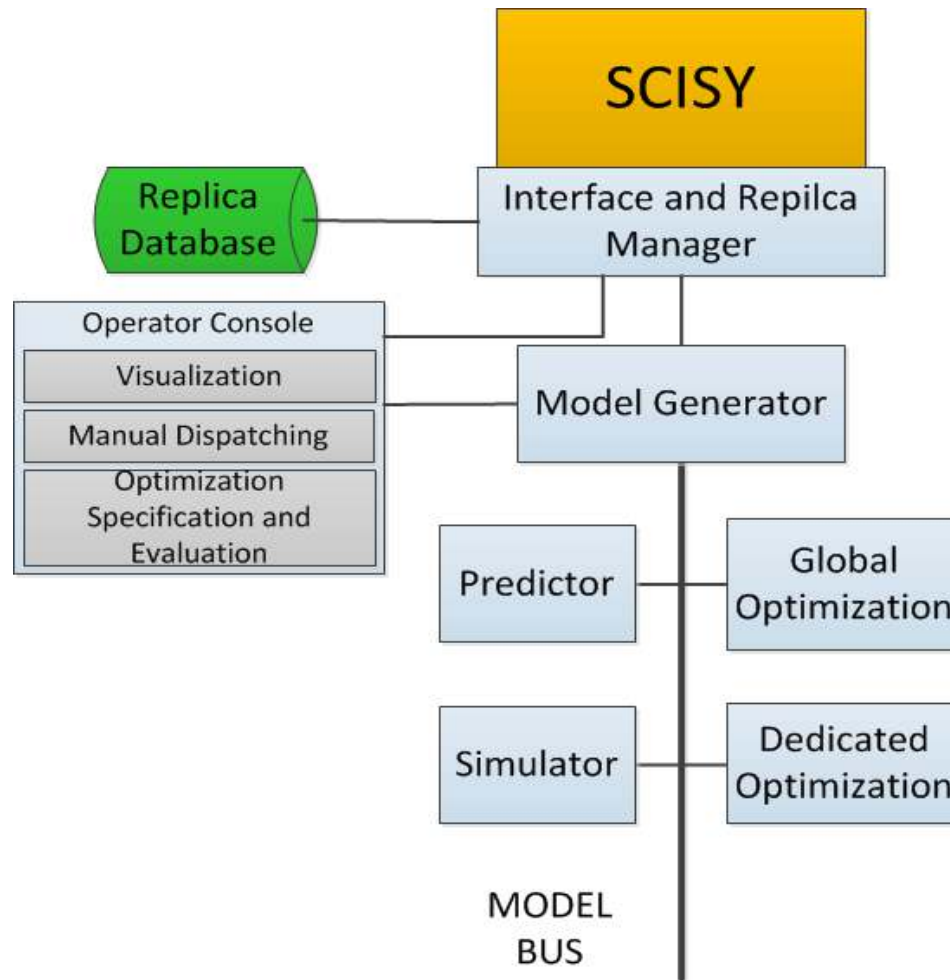 SCISY
Replica
Database
Interface and Repilca
Manager
Operator Console
Visualization
Manual Dispatching
Optimization
Specification and
Evaluation
Model Generator
Predictor
Global
Optimization
Simulator
Dedicated
Optimization
MODEL
BUS